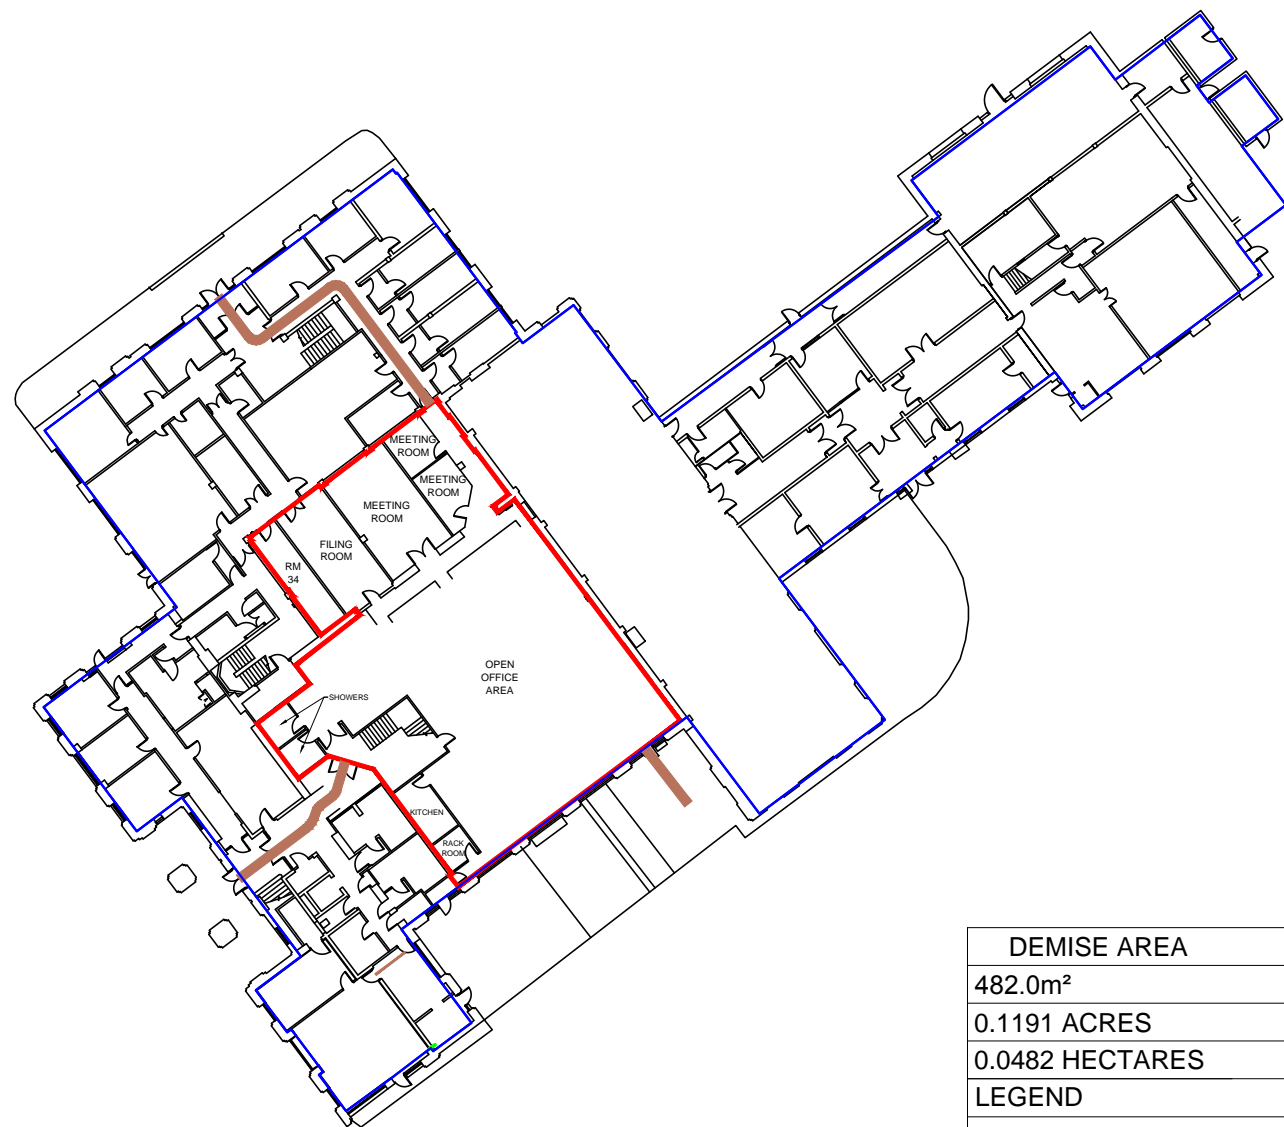 MEETING
ROOM
MEETING
ROOM
MEETING
ROOM
FILING
ROOM
RM
34
OPEN
OFFICE
AREA
SHOWERS
KITCHEN
RACK
ROOM
DEMISE AREA
482.0m²
0.1191 ACRES
0.0482 HECTARES
LEGEND